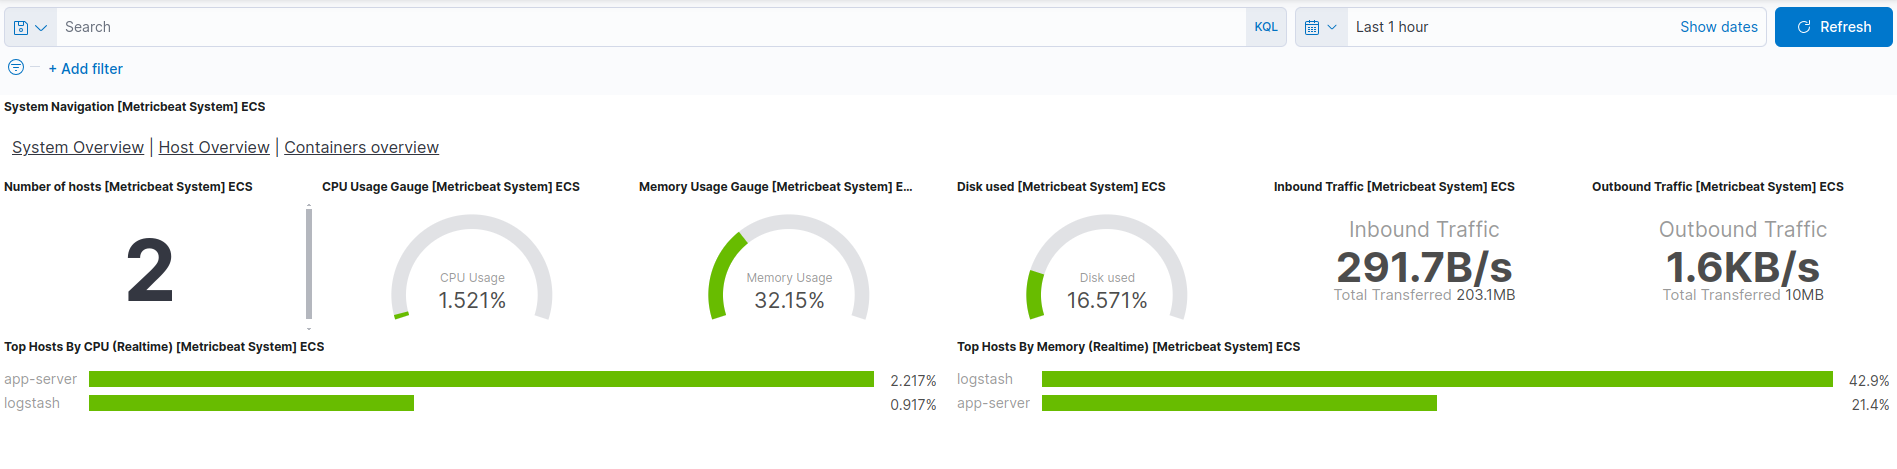 Search KQL Last 1 hour Show dates Refresh
+ Add filter
System Navigation [Metricbeat System] ECS
System Overview | Host Overview | Containers overview
Number of hosts [Metricbeat System] ECS
2
CPU Usage Gauge [Metricbeat System] ECS
CPU Usage
1.521%
Memory Usage Gauge [Metricbeat System] E...
Memory Usage
32.15%
Disk used [Metricbeat System] ECS
Disk used
16.571%
Inbound Traffic [Metricbeat System] ECS
Inbound Traffic
291.7B/s
Total Transferred 203.1MB
Outbound Traffic [Metricbeat System] ECS
Outbound Traffic
1.6KB/s
Total Transferred 10MB
Top Hosts By CPU (Realtime) [Metricbeat System] ECS
app-server 2.217%
logstash 0.917%
Top Hosts By Memory (Realtime) [Metricbeat System] ECS
logstash 42.9%
app-server 21.4%